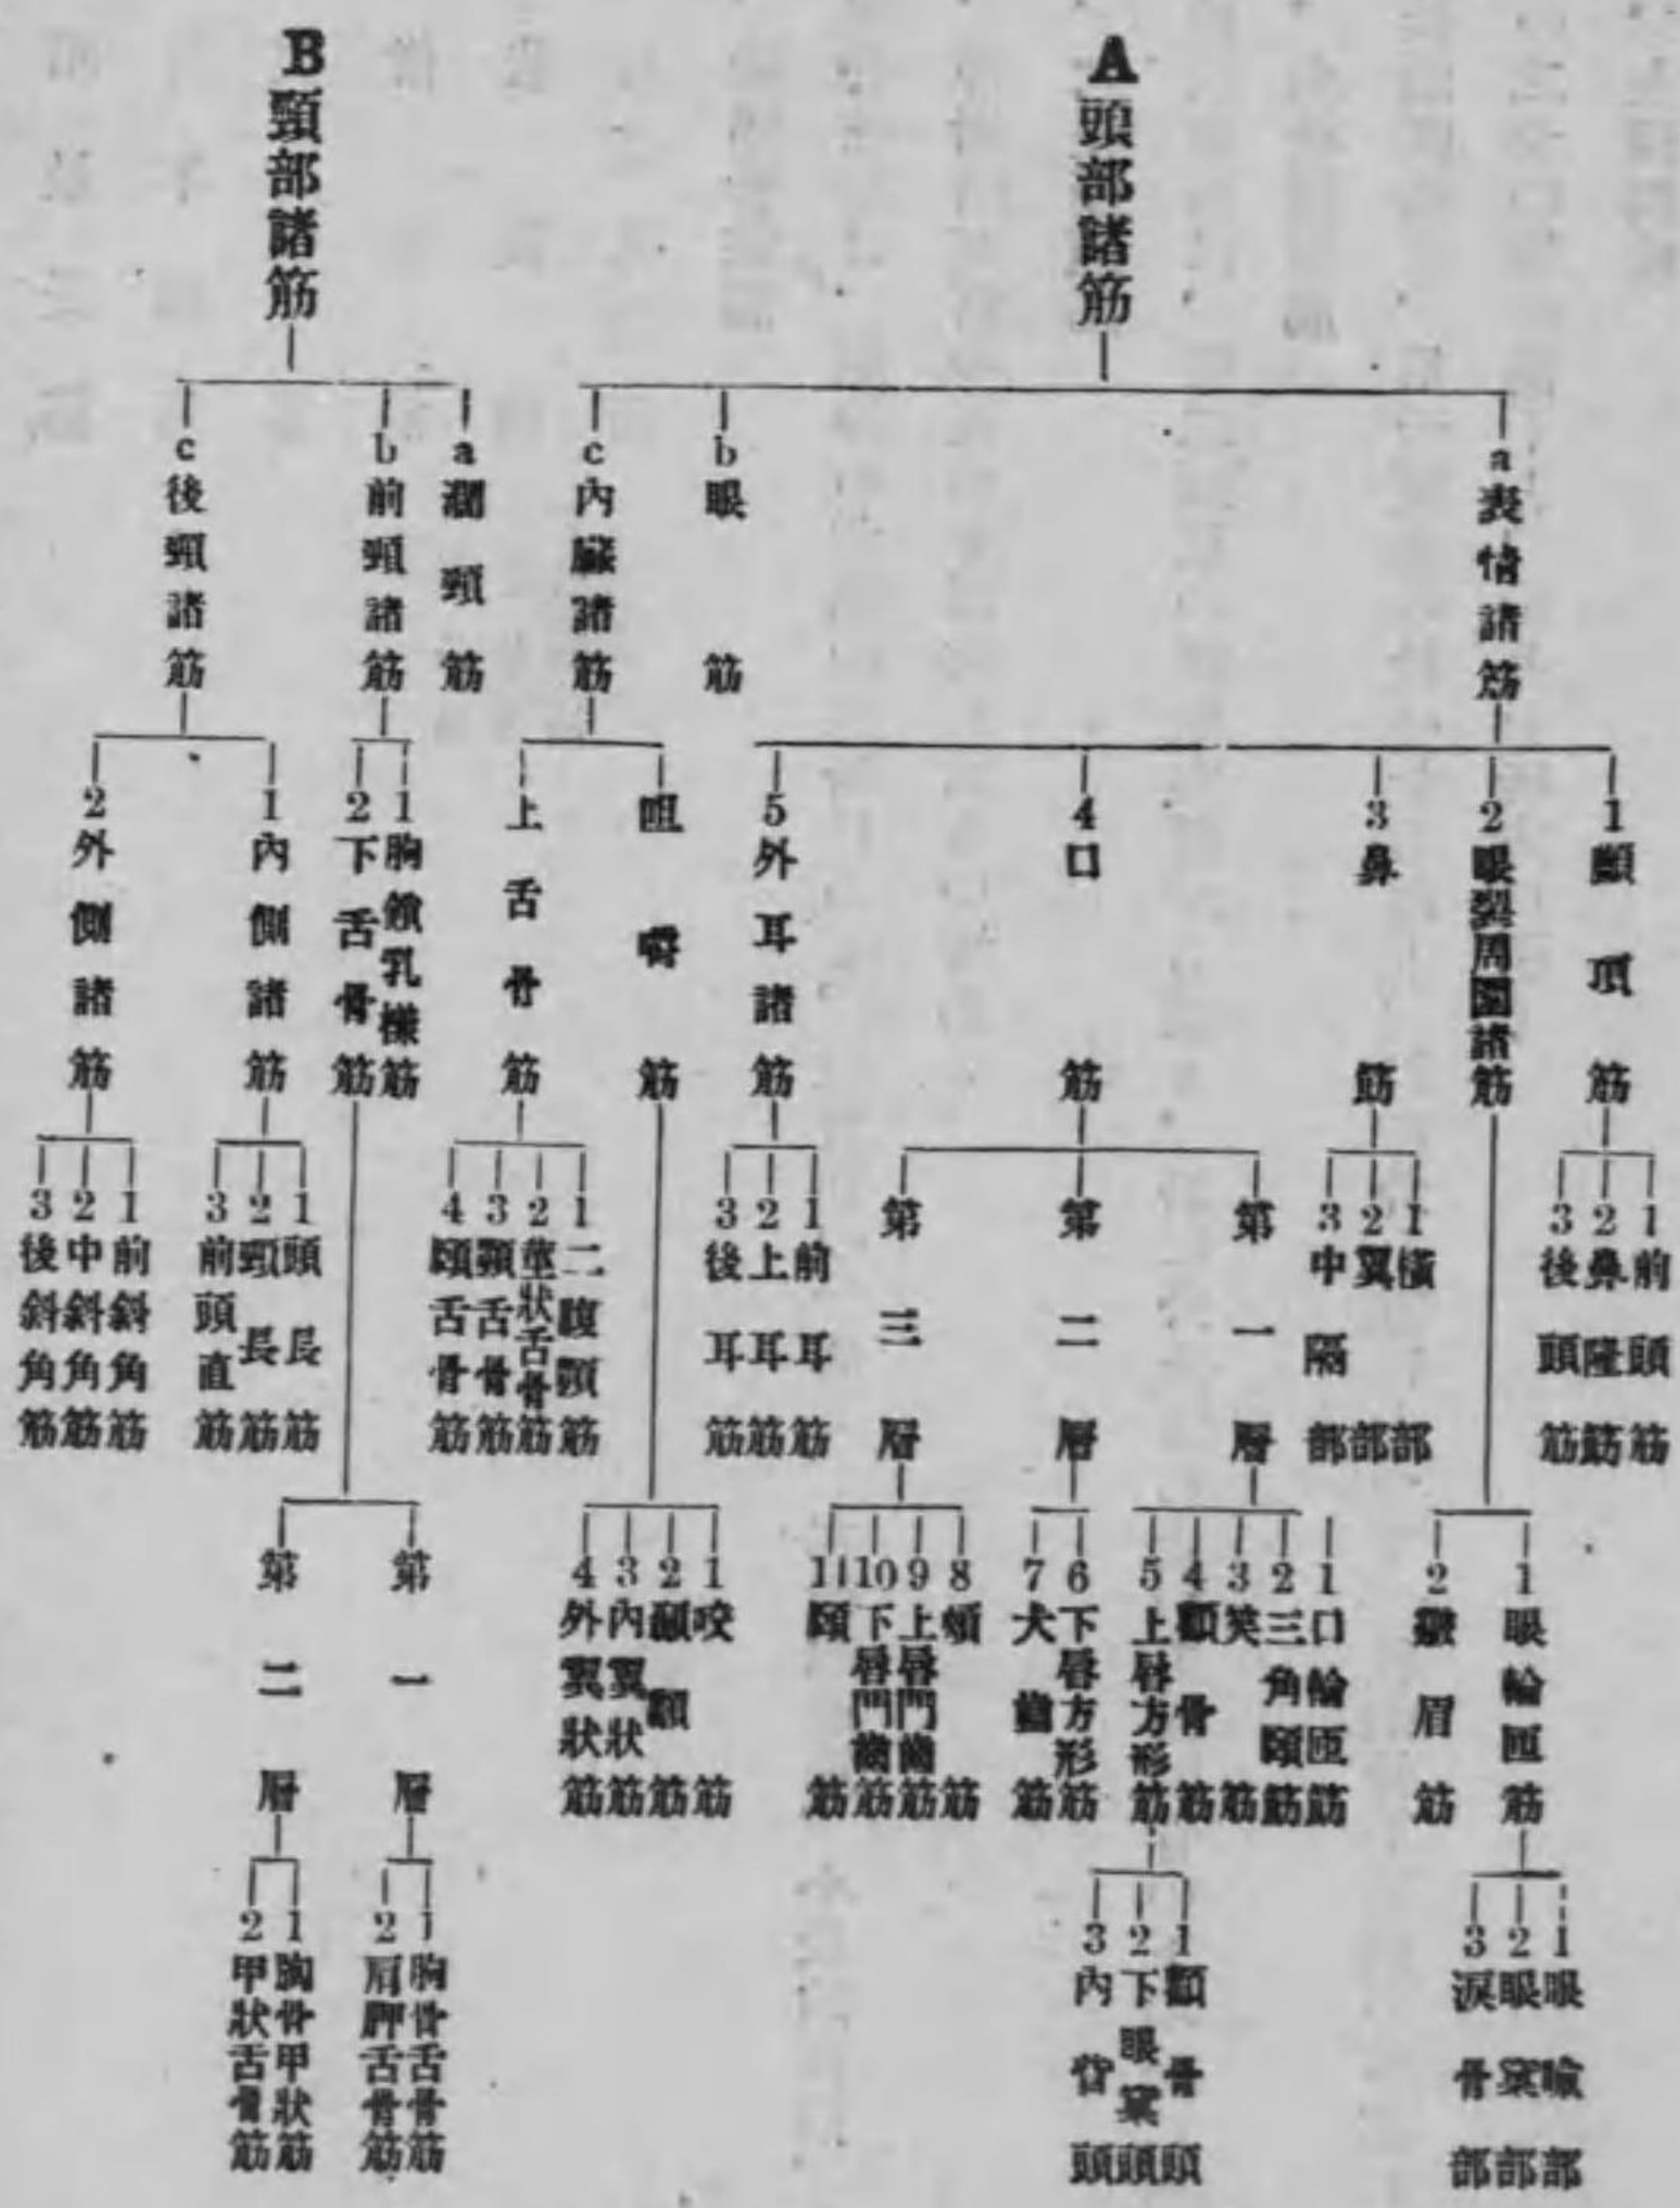 A頭部諸筋
a表情諸筋
1顱頂筋
1前頭筋
2鼻隆筋
3後頭筋
2眼裂周圍諸筋
1眼輪匝筋
1眼瞼部
2眼窠部
3淚骨部
2皺眉筋
3鼻筋
1橫部
2翼部
3中隔部
4口筋
第一層
1口輪匝筋
2三角頤筋
3笑筋
4顴骨筋
5上唇方形筋
1顴骨頭
2下眼窠頭
3內眥頭
第二層
6下唇方形筋
7犬齒筋
第三層
8頰筋
9上唇門齒筋
10下唇門齒筋
11頤筋
5外耳諸筋
1前耳筋
2上耳筋
3後耳筋
b眼筋
c內臟諸筋
咀嚼筋
1咬筋
2顳顬筋
3內翼狀筋
4外翼狀筋
上舌骨筋
1二腹顎筋
2莖狀舌骨筋
3顎舌骨筋
4頤舌骨筋
B頸部諸筋
a濶頸筋
b前頸諸筋
1胸鎖乳樣筋
2下舌骨筋
第一層
1胸骨舌骨筋
2肩胛舌骨筋
第二層
1胸骨甲狀筋
2甲狀舌骨筋
c後頸諸筋
1內側諸筋
1頭長筋
2頸長筋
3前頭直筋
2外側諸筋
1前斜角筋
2中斜角筋
3後斜角筋